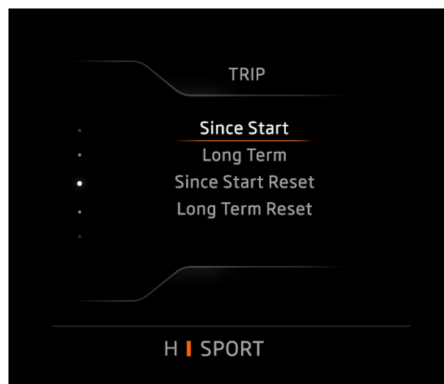 TRIP
Since Start
Long Term
Since Start Reset
Long Term Reset
H SPORT